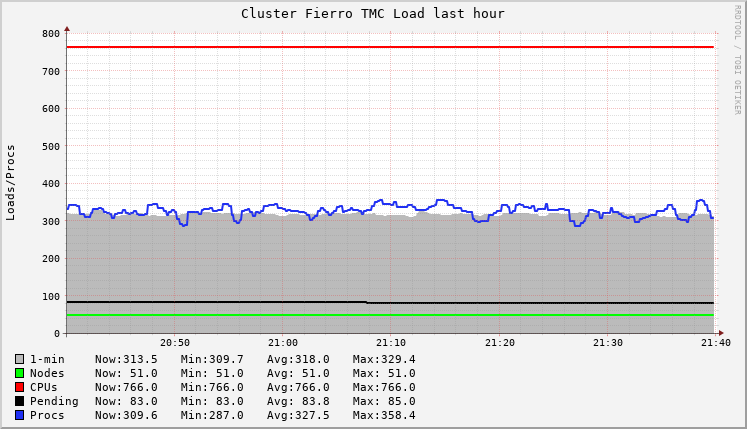 Cluster Fierro TMC Load last hour
RRDTOOL / TOBI OETIKER
Loads/Procs
800
700
600
500
400
300
200
100
0
20:50 21:00 21:10 21:20 21:30 21:40
1-min Now:313.5 Min:309.7 Avg:318.0 Max:329.4
Nodes Now: 51.0 Min: 51.0 Avg: 51.0 Max: 51.0
CPUs Now:766.0 Min:766.0 Avg:766.0 Max:766.0
Pending Now: 83.0 Min: 83.0 Avg: 83.8 Max: 85.0
Procs Now:309.6 Min:287.0 Avg:327.5 Max:358.4